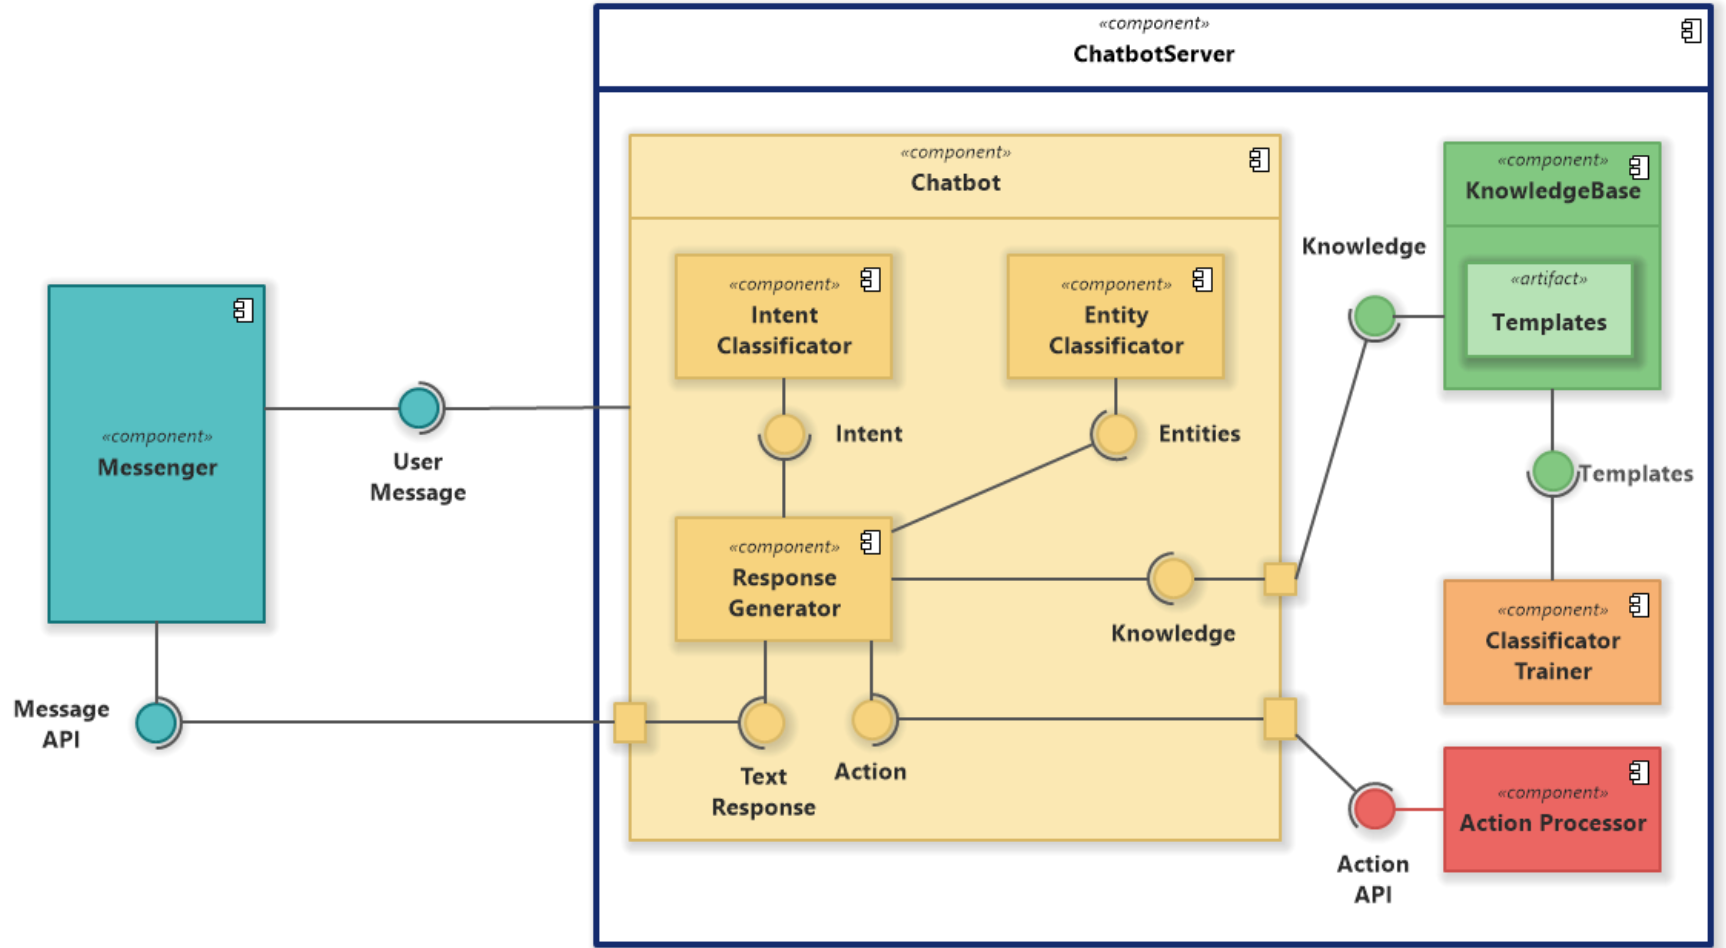 «component»
ChatbotServer
«component»
Chatbot
«component»
KnowledgeBase
«artifact»
Templates
Knowledge
«component»
Intent
Classificator
«component»
Entity
Classificator
«component»
Messenger
User
Message
Intent
Entities
Templates
«component»
Response
Generator
Knowledge
«component»
Classificator
Trainer
Message
API
Text
Response
Action
«component»
Action Processor
Action
API